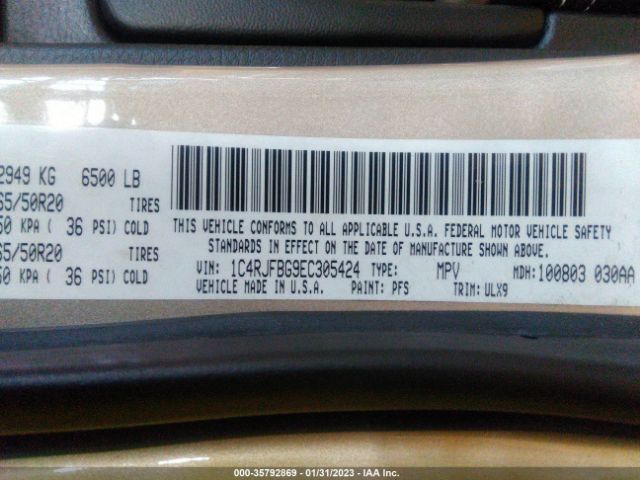 2949 KG 6500 LB
65/50R20 TIRES
50 KPA ( 36 PSI) COLD
65/50R20 TIRES
50 KPA ( 36 PSI) COLD
THIS VEHICLE CONFORMS TO ALL APPLICABLE U.S.A. FEDERAL MOTOR VEHICLE SAFETY
STANDARDS IN EFFECT ON THE DATE OF MANUFACTURE SHOWN ABOVE.
VIN: 1C4RJFBG9EC305424 TYPE: MPV MDH: 100803 030AA
VEHICLE MADE IN U.S.A. PAINT: PFS TRIM: ULX9
000-35792869 - 01/31/2023 - IAA Inc.